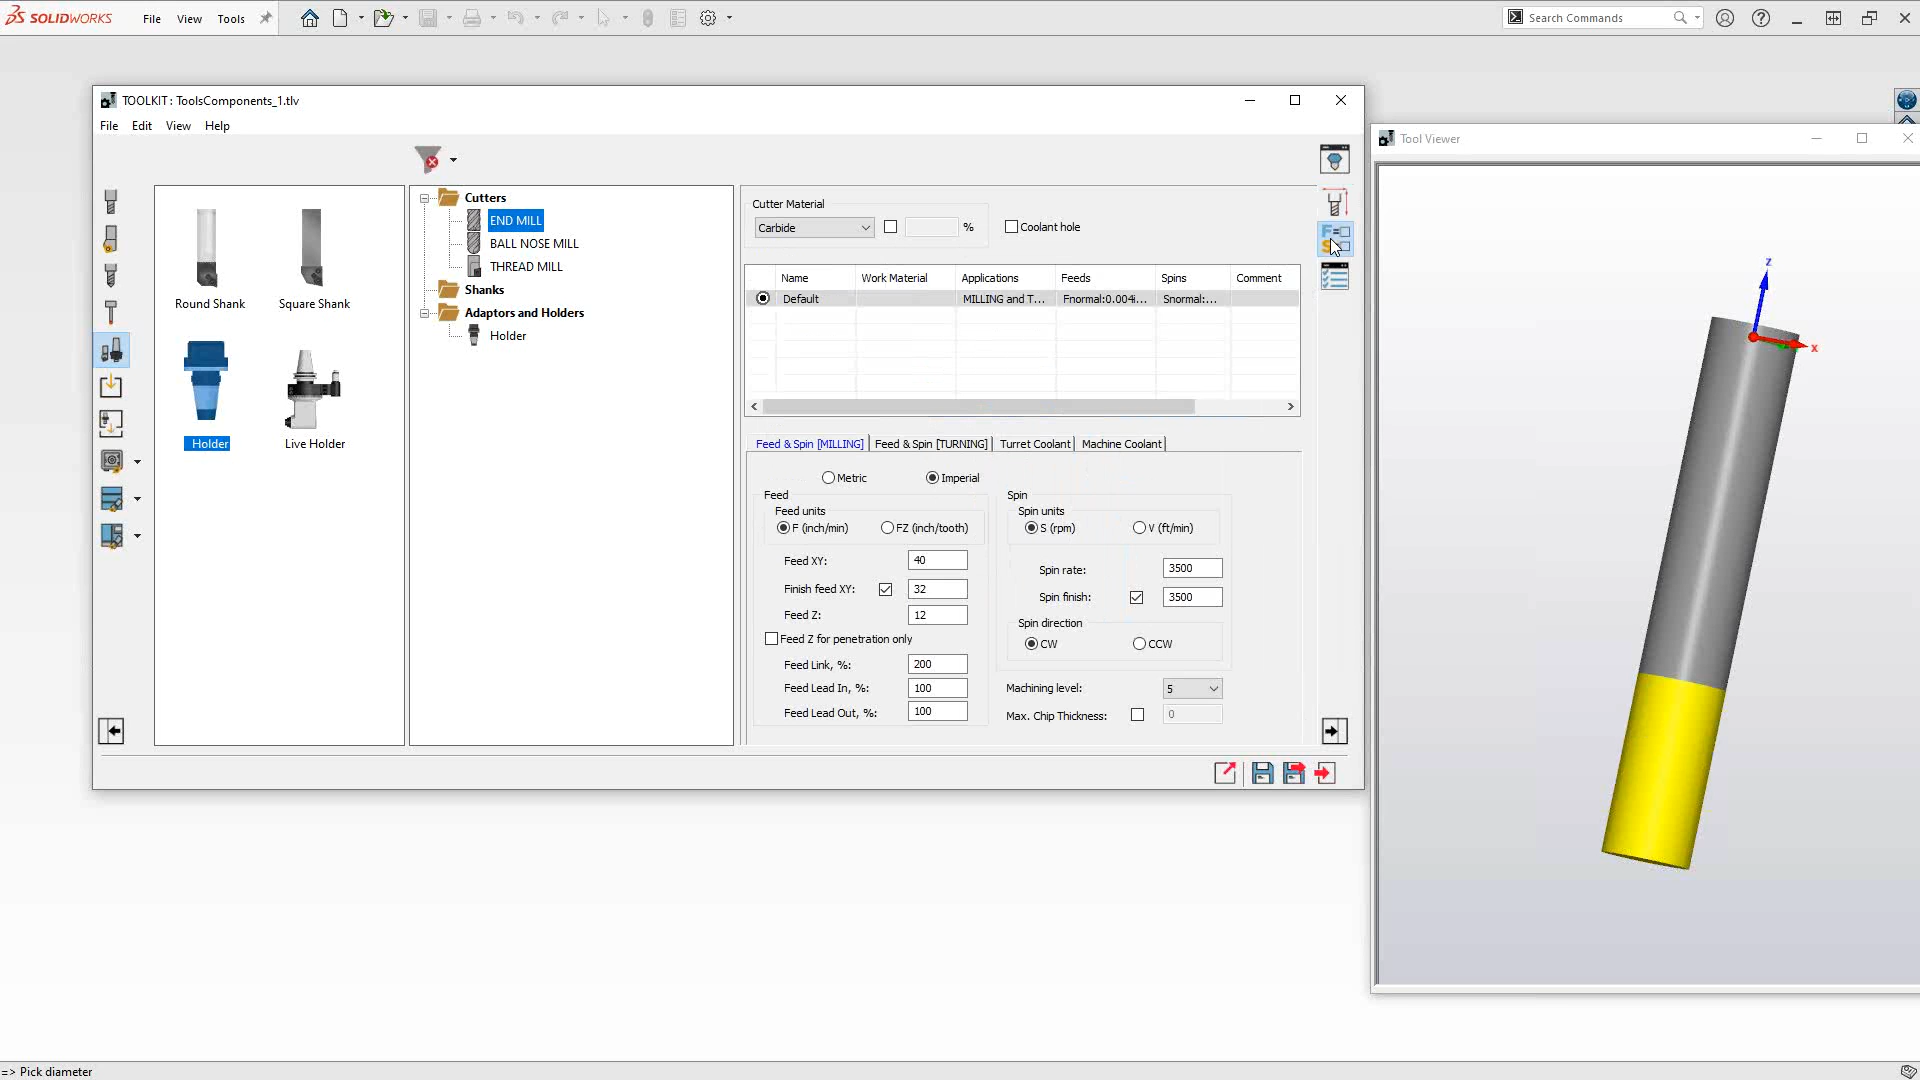 SOLIDWORKS File View Tools Search Commands
TOOLKIT : ToolsComponents_1.tlv
File Edit View Help
Tool Viewer
Round Shank Square Shank
Holder Live Holder
Cutters
END MILL
BALL NOSE MILL
THREAD MILL
Shanks
Adaptors and Holders
Holder
Cutter Material
Carbide % Coolant hole
Name Work Material Applications Feeds Spins Comment
Default MILLING and T... Fnormal:0.004i... Snormal:...
Feed & Spin [MILLING] Feed & Spin [TURNING] Turret Coolant Machine Coolant
Metric Imperial
Feed Spin
Feed units Spin units
F (inch/min) FZ (inch/tooth) S (rpm) V (ft/min)
Feed XY: 40 Spin rate: 3500
Finish feed XY: 32 Spin finish: 3500
Feed Z: 12 Spin direction
Feed Z for penetration only CW CCW
Feed Link, %: 200
Feed Lead In, %: 100 Machining level: 5
Feed Lead Out, %: 100 Max. Chip Thickness: 0
z
x
=> Pick diameter